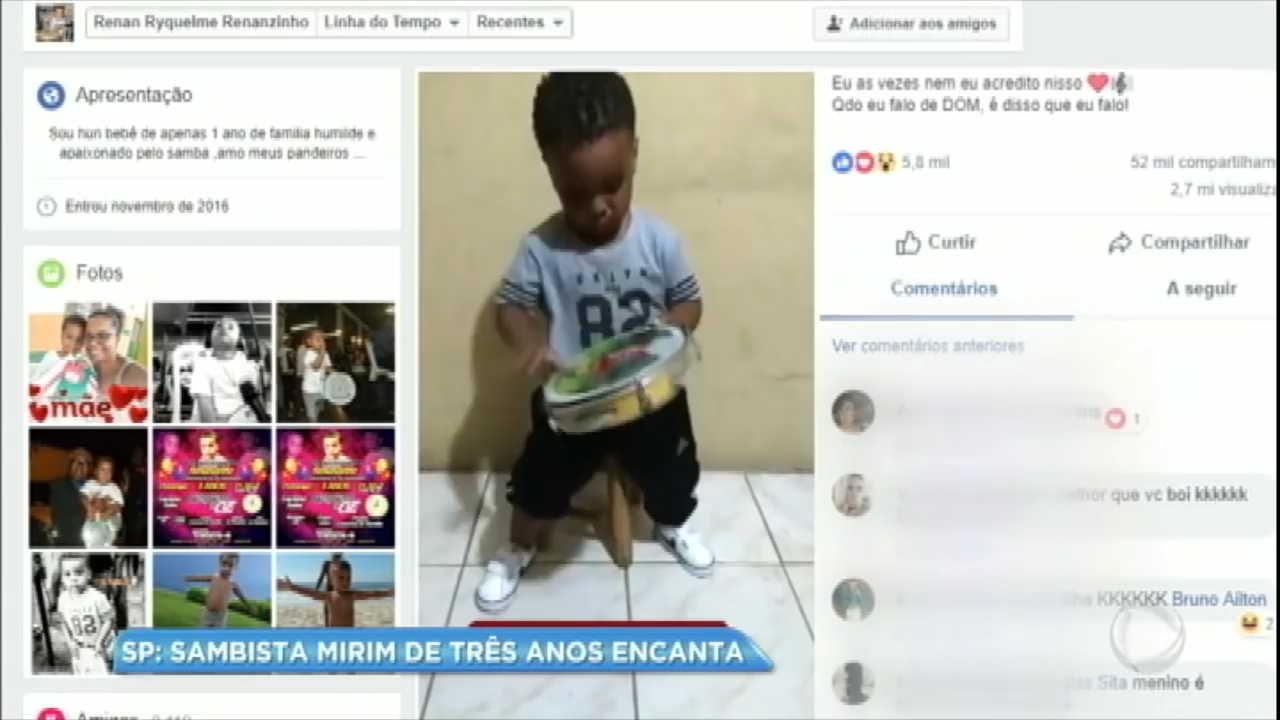 Renan Ryquelme Renanzinho
Linha do Tempo
Recentes
Adicionar aos amigos
Apresentação
Sou hun bebê de apenas 1 ano de familia humilde e
apaixonado pelo samba ,amo meus pandeiros ...
Entrou novembro de 2016
Fotos
mãe
82
82
Eu as vezes nem eu acredito nisso
Qdo eu falo de DOM, é disso que eu falo!
5,8 mil
52 mil compartilham
2,7 mi visualiza
Curtir
Compartilhar
Comentários
A seguir
Ver comentários anteriores
1
que vc boi kkkkkk
KKKKKK Bruno Ailton
2
Sita menino é
SP: SAMBISTA MIRIM DE TRÊS ANOS ENCANTA